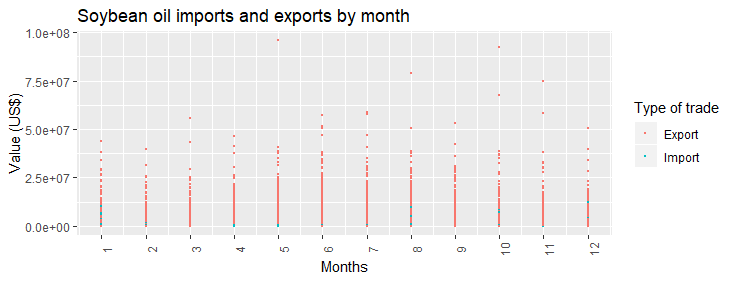 Soybean oil imports and exports by month
1.0e+08
7.5e+07
5.0e+07
2.5e+07
0.0e+00
Value (US$)
1 2 3 4 5 6 7 8 9 10 11 12
Months
Type of trade
Export
Import